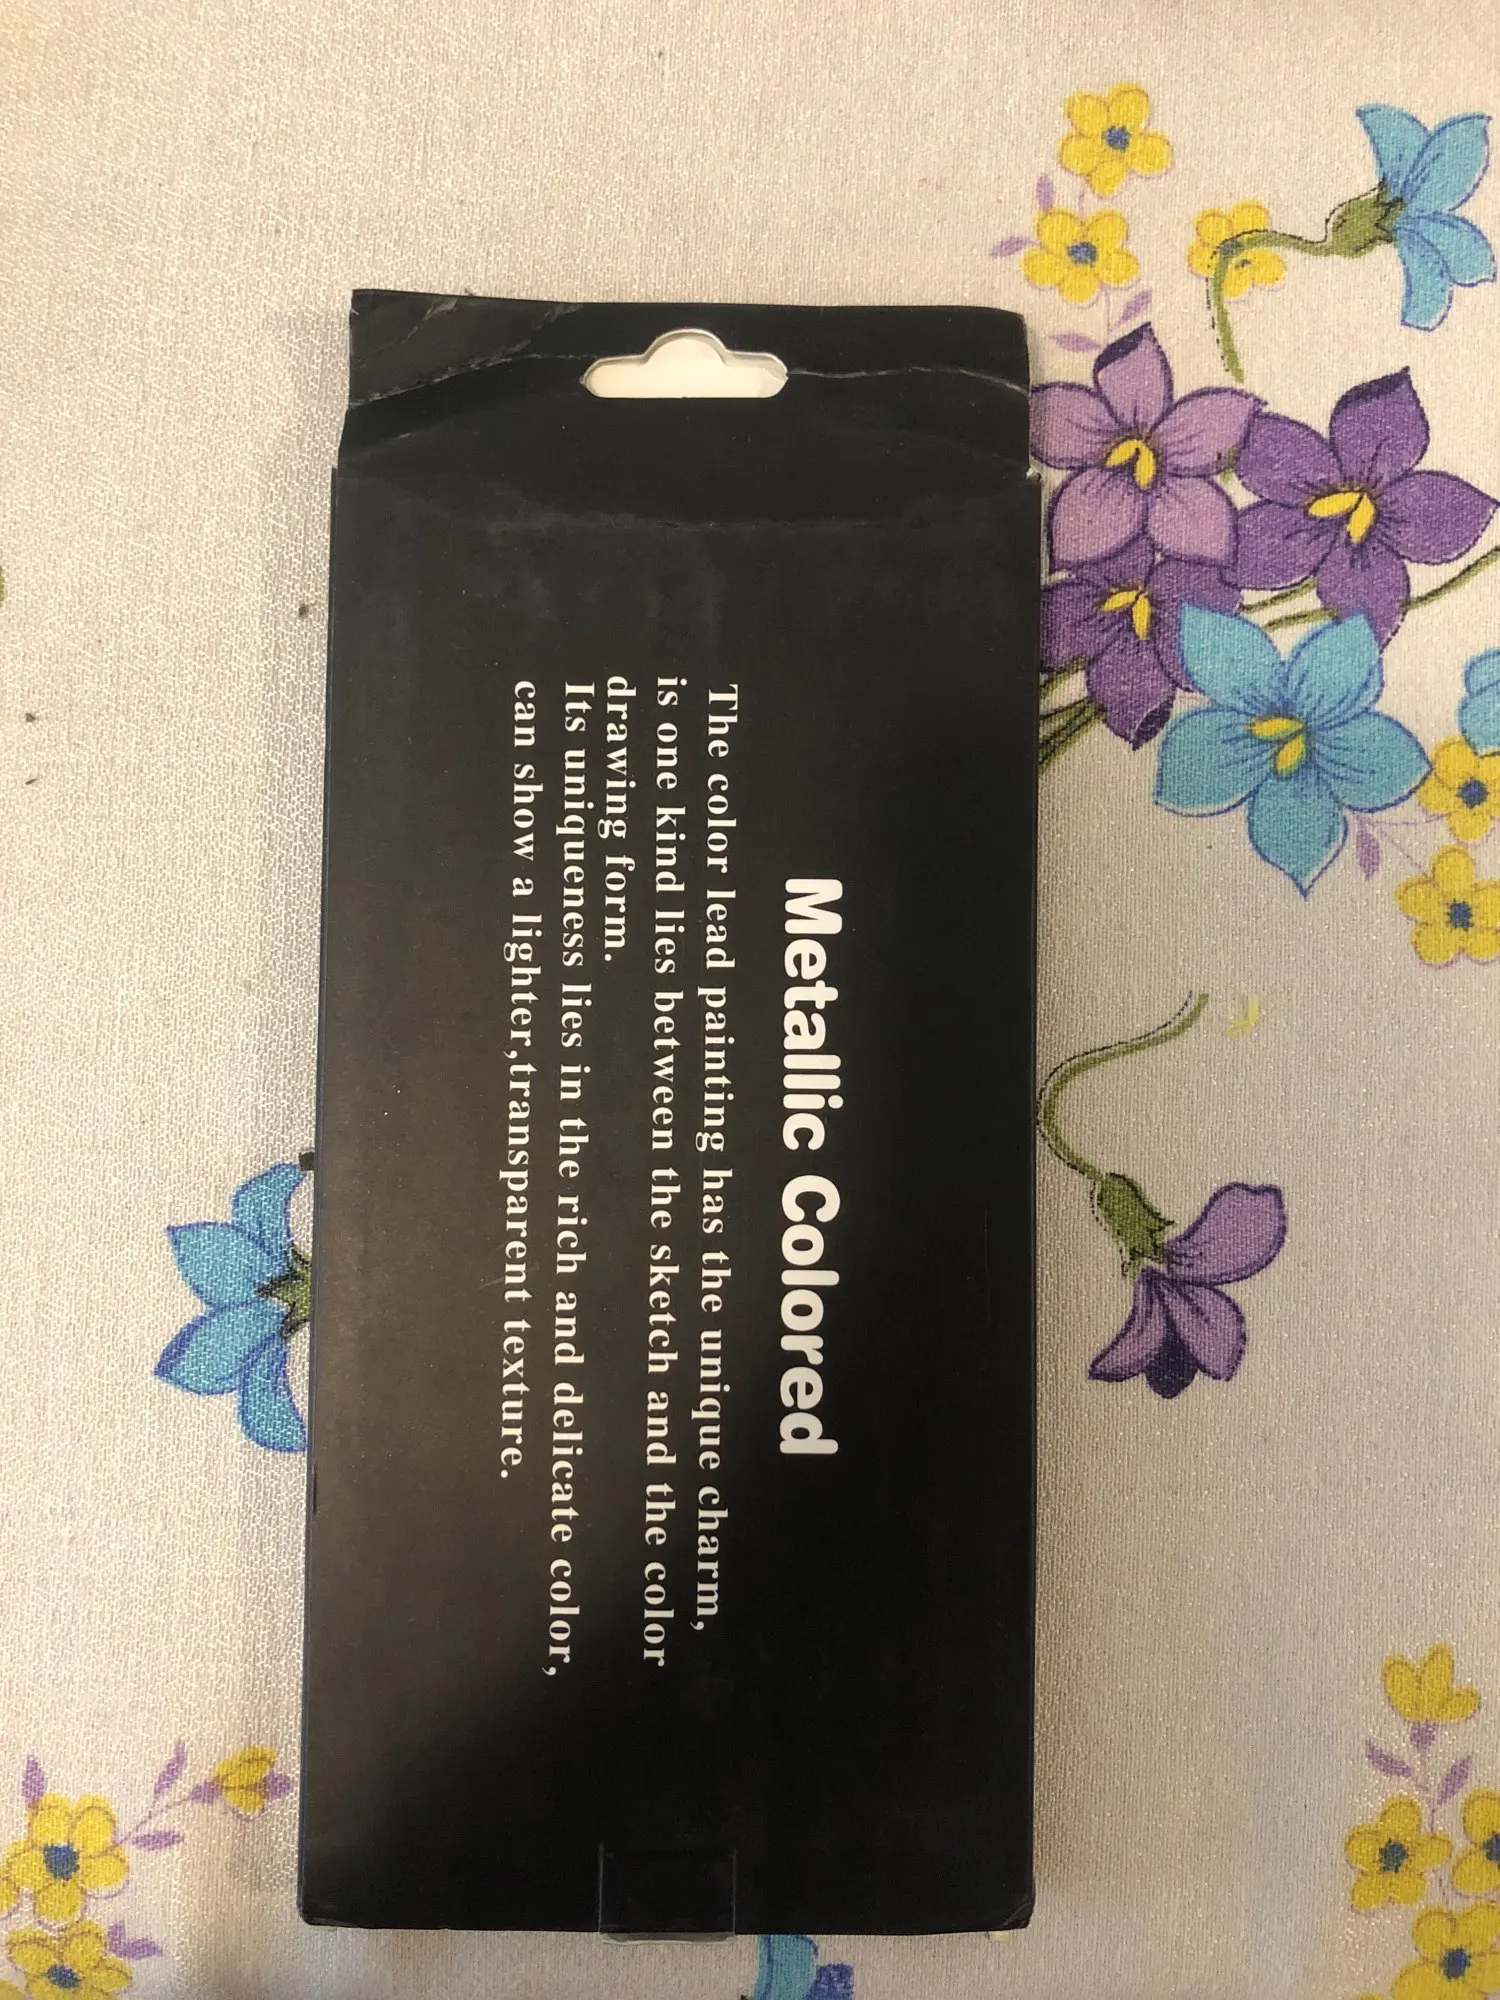 Metallic Colored
The color lead painting has the unique charm,
is one kind lies between the sketch and the color
drawing form.
Its uniqueness lies in the rich and delicate color,
can show a lighter,transparent texture.